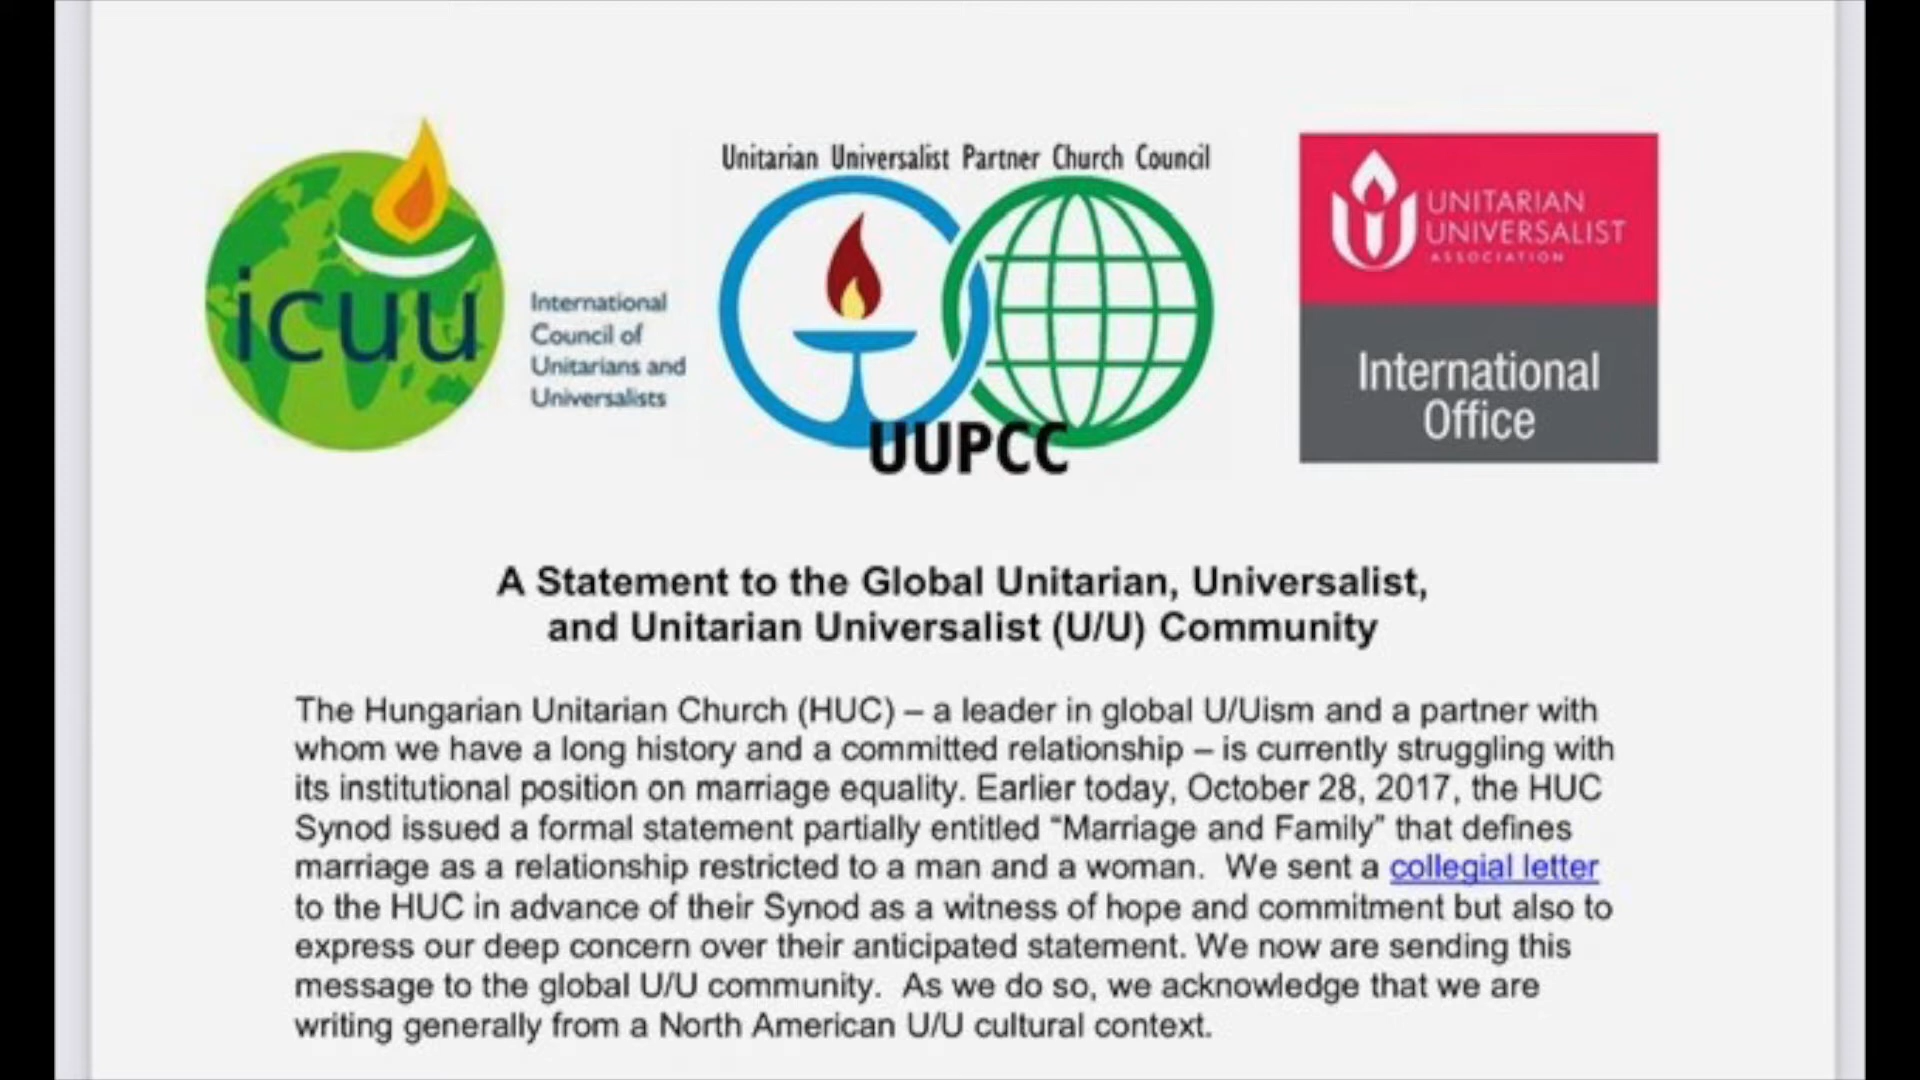 icuu
International
Council of
Unitarians and
Universalists
Unitarian Universalist Partner Church Council
UUPCC
UNITARIAN
UNIVERSALIST
ASSOCIATION
International
Office
A Statement to the Global Unitarian, Universalist,
and Unitarian Universalist (U/U) Community
The Hungarian Unitarian Church (HUC) – a leader in global U/Uism and a partner with
whom we have a long history and a committed relationship – is currently struggling with
its institutional position on marriage equality. Earlier today, October 28, 2017, the HUC
Synod issued a formal statement partially entitled “Marriage and Family” that defines
marriage as a relationship restricted to a man and a woman.  We sent a collegial letter
to the HUC in advance of their Synod as a witness of hope and commitment but also to
express our deep concern over their anticipated statement. We now are sending this
message to the global U/U community.  As we do so, we acknowledge that we are
writing generally from a North American U/U cultural context.